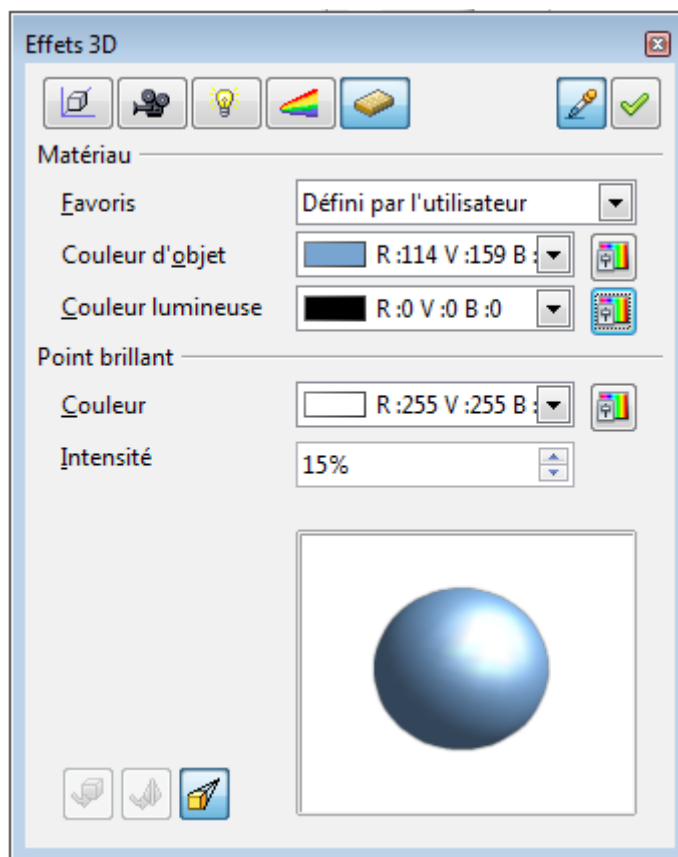 Effets 3D
Matériau
Favoris Défini par l'utilisateur
Couleur d'objet R :114 V :159 B :
Couleur lumineuse R :0 V :0 B :0
Point brillant
Couleur R :255 V :255 B :
Intensité 15%